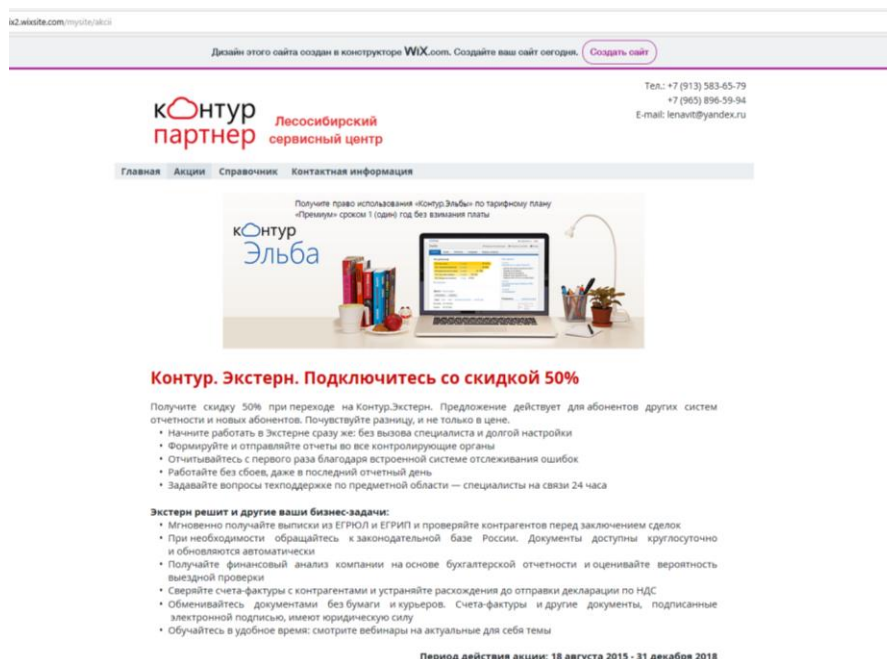 ix2.wixsite.com/mysite/akcii
Дизайн этого сайта создан в конструкторе WiX.com. Создайте ваш сайт сегодня. Создать сайт
Тел.: +7 (913) 583-65-79
+7 (965) 896-59-94
E-mail: lenavit@yandex.ru
контур
партнер
Лесосибирский
сервисный центр
Главная Акции Справочник Контактная информация
Получите право использования «Контур.Эльбы» по тарифному плану
«Премиум» сроком 1 (один) год без взимания платы
контур
Эльба
Контур. Экстерн. Подключитесь со скидкой 50%
Получите скидку 50% при переходе на Контур.Экстерн. Предложение действует для абонентов других систем
отчетности и новых абонентов. Почувствуйте разницу, и не только в цене.
• Начните работать в Экстерне сразу же: без вызова специалиста и долгой настройки
• Формируйте и отправляйте отчеты во все контролирующие органы
• Отчитывайтесь с первого раза благодаря встроенной системе отслеживания ошибок
• Работайте без сбоев, даже в последний отчетный день
• Задавайте вопросы техподдержке по предметной области — специалисты на связи 24 часа
Экстерн решит и другие ваши бизнес-задачи:
• Мгновенно получайте выписки из ЕГРЮЛ и ЕГРИП и проверяйте контрагентов перед заключением сделок
• При необходимости обращайтесь к законодательной базе России. Документы доступны круглосуточно
и обновляются автоматически
• Получайте финансовый анализ компании на основе бухгалтерской отчетности и оценивайте вероятность
выездной проверки
• Сверяйте счета-фактуры с контрагентами и устраняйте расхождения до отправки декларации по НДС
• Обменивайтесь документами без бумаги и курьеров. Счета-фактуры и другие документы, подписанные
электронной подписью, имеют юридическую силу
• Обучайтесь в удобное время: смотрите вебинары на актуальные для себя темы
Период действия акции: 18 августа 2015 - 31 декабря 2018